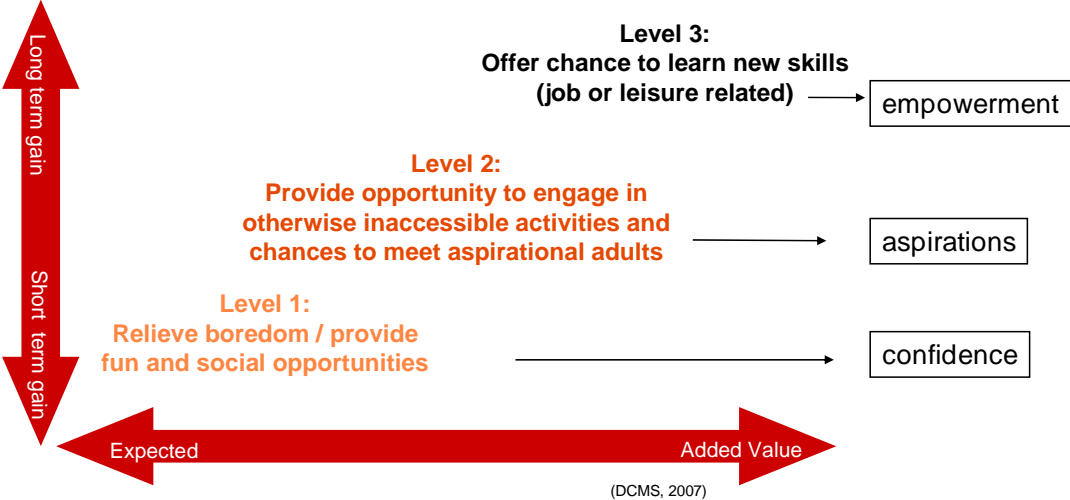 Long term gain
Level 3:
Offer chance to learn new skills
(job or leisure related)
empowerment
Level 2:
Provide opportunity to engage in
otherwise inaccessible activities and
chances to meet aspirational adults
aspirations
Short term gain
Level 1:
Relieve boredom / provide
fun and social opportunities
confidence
Expected
Added Value
(DCMS, 2007)